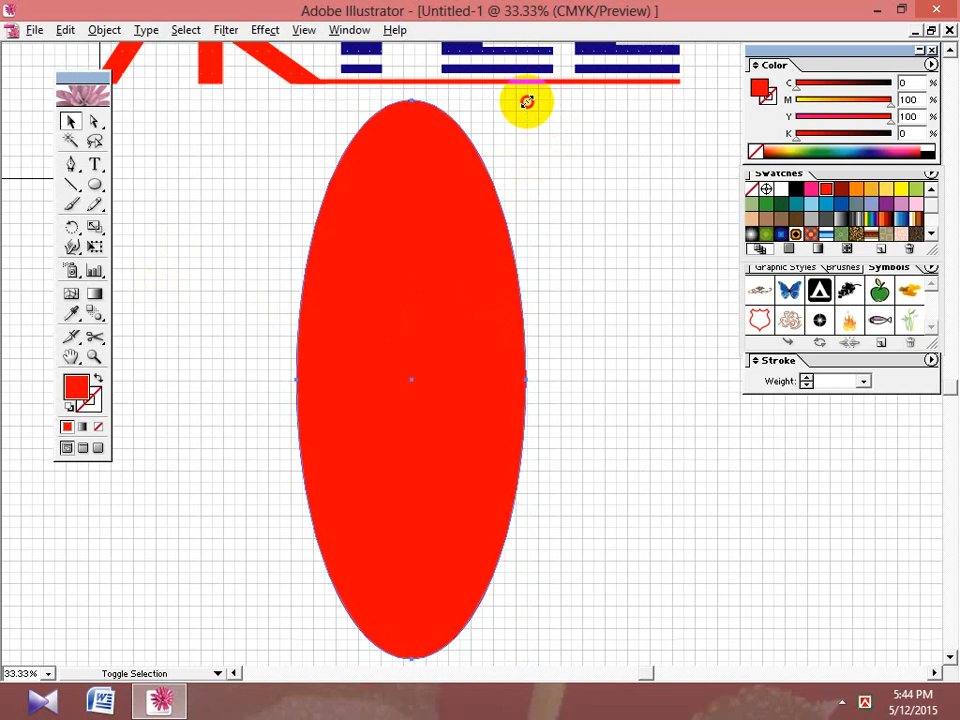 Adobe Illustrator - [Untitled-1 @ 33.33% (CMYK/Preview) ]
File Edit Object Type Select Filter Effect View Window Help
Color
C 0 %
M 100 %
Y 100 %
K 0 %
Swatches
Graphic Styles Brushes Symbols
Stroke
Weight:
T
33.33% Toggle Selection
5:44 PM
5/12/2015